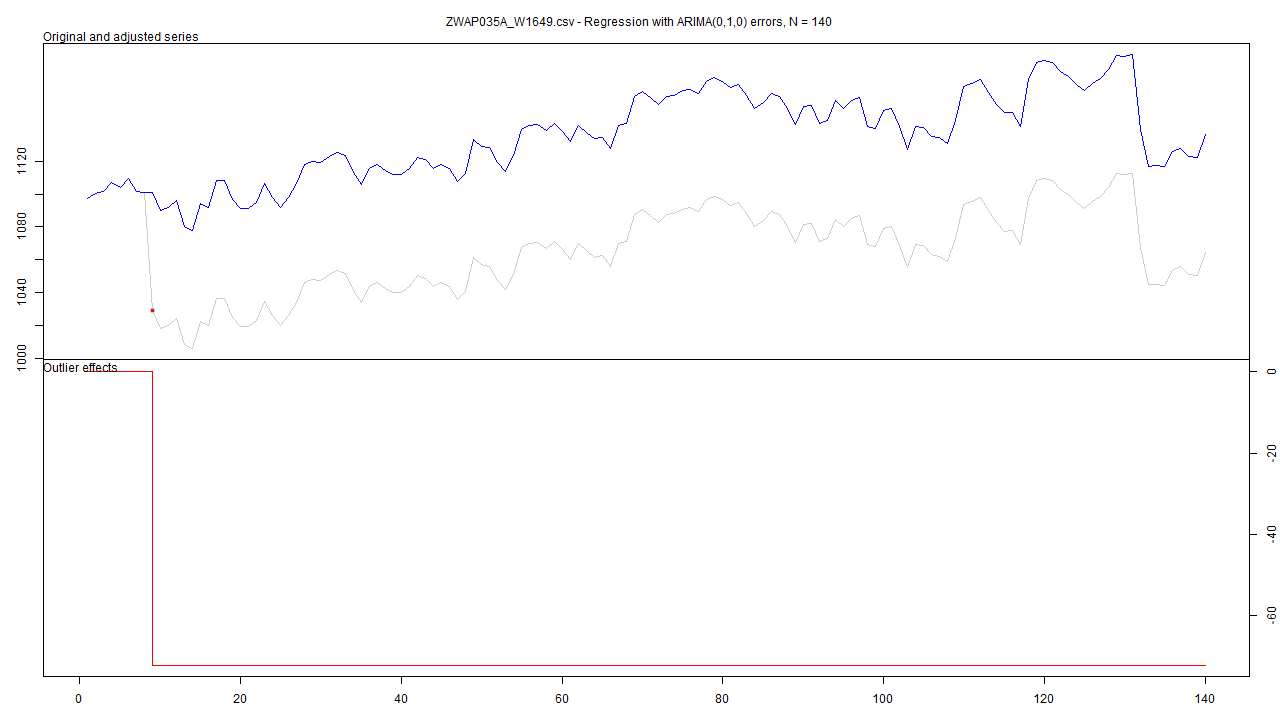 ZWAP035A_W1649.csv - Regression with ARIMA(0,1,0) errors, N = 140
Original and adjusted series
1120
1080
1040
1000
Outlier effects
0
-20
-40
-60
0 20 40 60 80 100 120 140